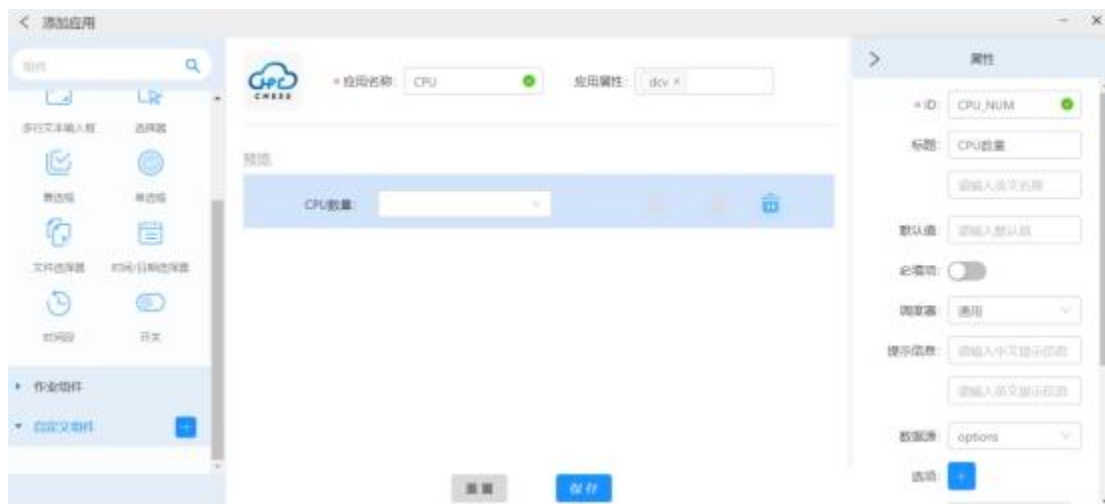 添加应用
组件
多行文本输入框
选择器
复选框
单选框
文件选择器
时间/日期选择器
时间段
开关
作业组件
自定义组件
HPC
CHESS
* 应用名称: CPU
应用属性: dcv ×
预览
CPU数量:
重置
保存
属性
* ID: CPU_NUM
标题: CPU数量
请输入英文名称
默认值: 请输入默认值
必填项:
调度器: 通用
提示信息: 请输入中文提示信息
请输入英文提示信息
数据源: options
选项: